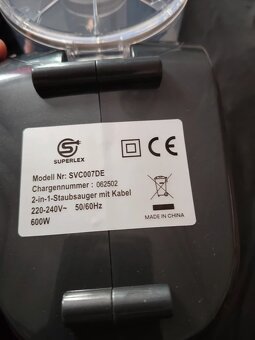 SUPERLEX
CE
Modell Nr: SVC007DE
Chargennummer : 062502
2-in-1-Staubsauger mit Kabel
220-240V~ 50/60Hz
600W
MADE IN CHINA